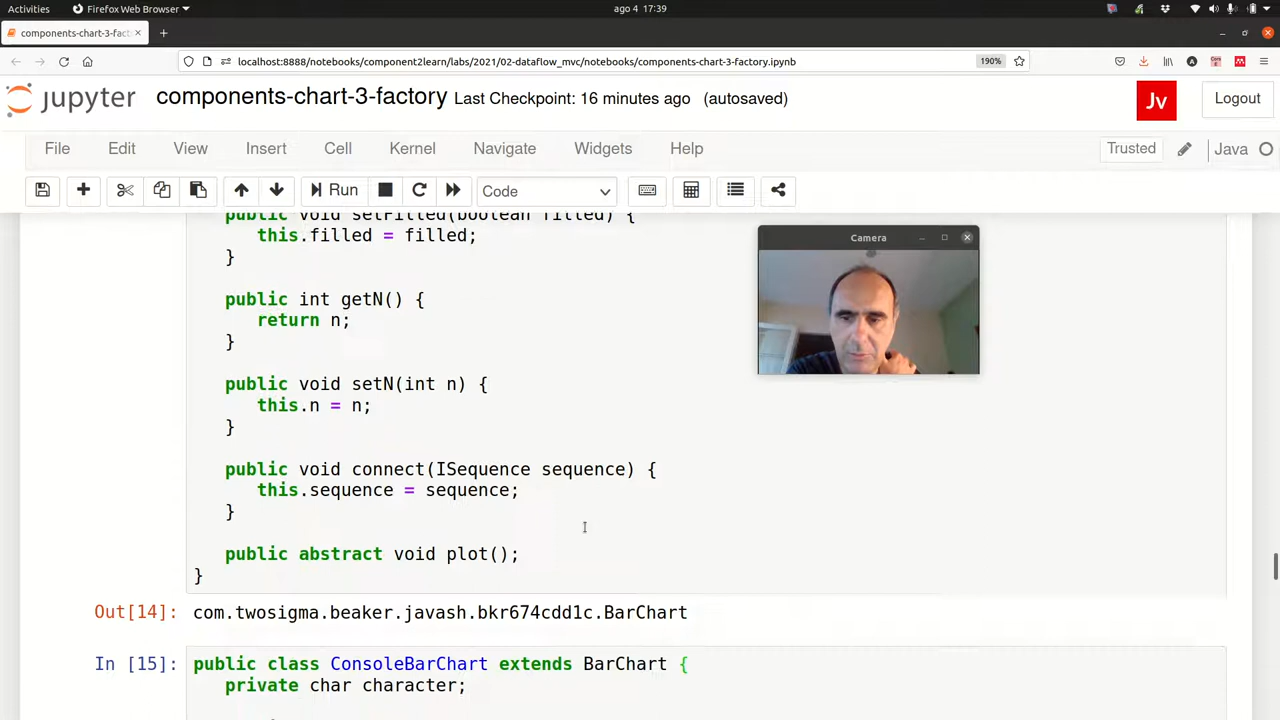 Activities
Firefox Web Browser
ago 4 17:39
components-chart-3-fact
localhost:8888/notebooks/component2learn/labs/2021/02-dataflow_mvc/notebooks/components-chart-3-factory.ipynb
190%
jupyter components-chart-3-factory Last Checkpoint: 16 minutes ago (autosaved)
Jv
Logout
File Edit View Insert Cell Kernel Navigate Widgets Help
Trusted
Java
Run
Code
public void setFilled(boolean filled) {
this.filled = filled;
}
public int getN() {
return n;
}
public void setN(int n) {
this.n = n;
}
public void connect(ISequence sequence) {
this.sequence = sequence;
}
public abstract void plot();
}
Camera
Out[14]: com.twosigma.beaker.javash.bkr674cdd1c.BarChart
In [15]: public class ConsoleBarChart extends BarChart {
private char character;